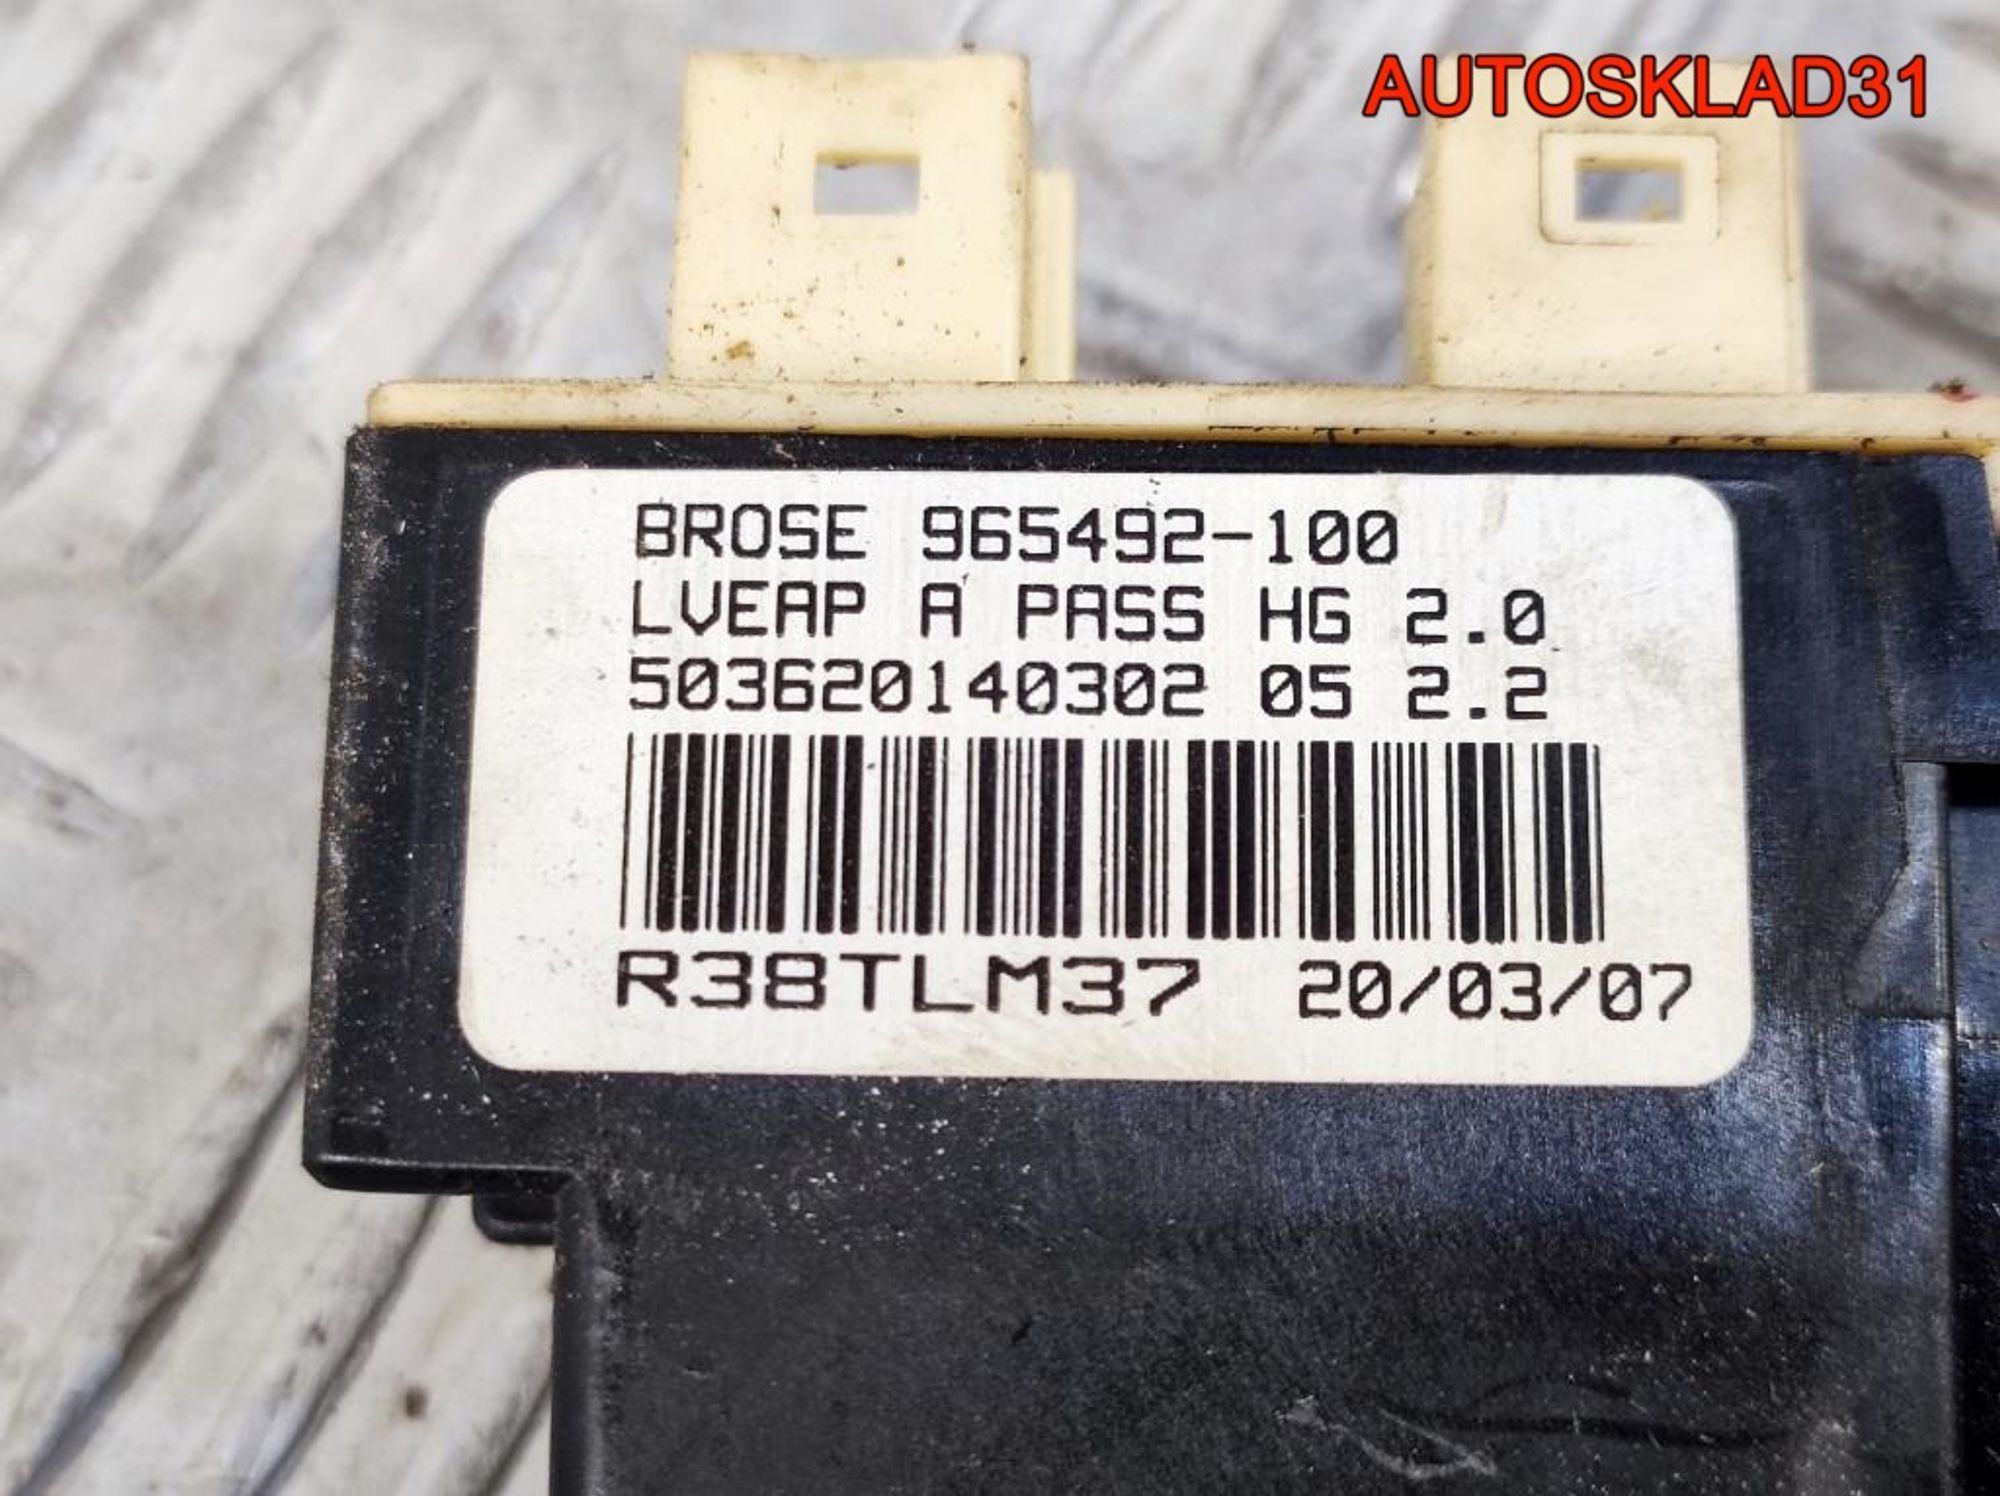 AUTOSKLAD31
BROSE 965492-100
LVEAP A PASS HG 2.0
503620140302 05 2.2
R38TLM37 20/03/07